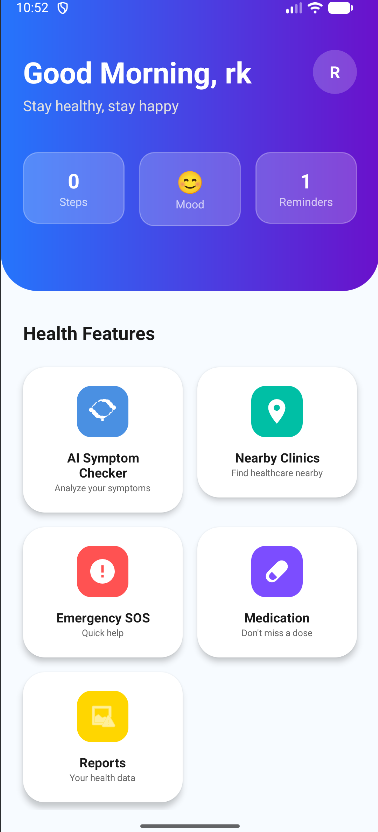 10:52
Good Morning, rk
R
Stay healthy, stay happy
0
Steps
Mood
1
Reminders
Health Features
AI Symptom
Checker
Analyze your symptoms
Nearby Clinics
Find healthcare nearby
Emergency SOS
Quick help
Medication
Don't miss a dose
Reports
Your health data